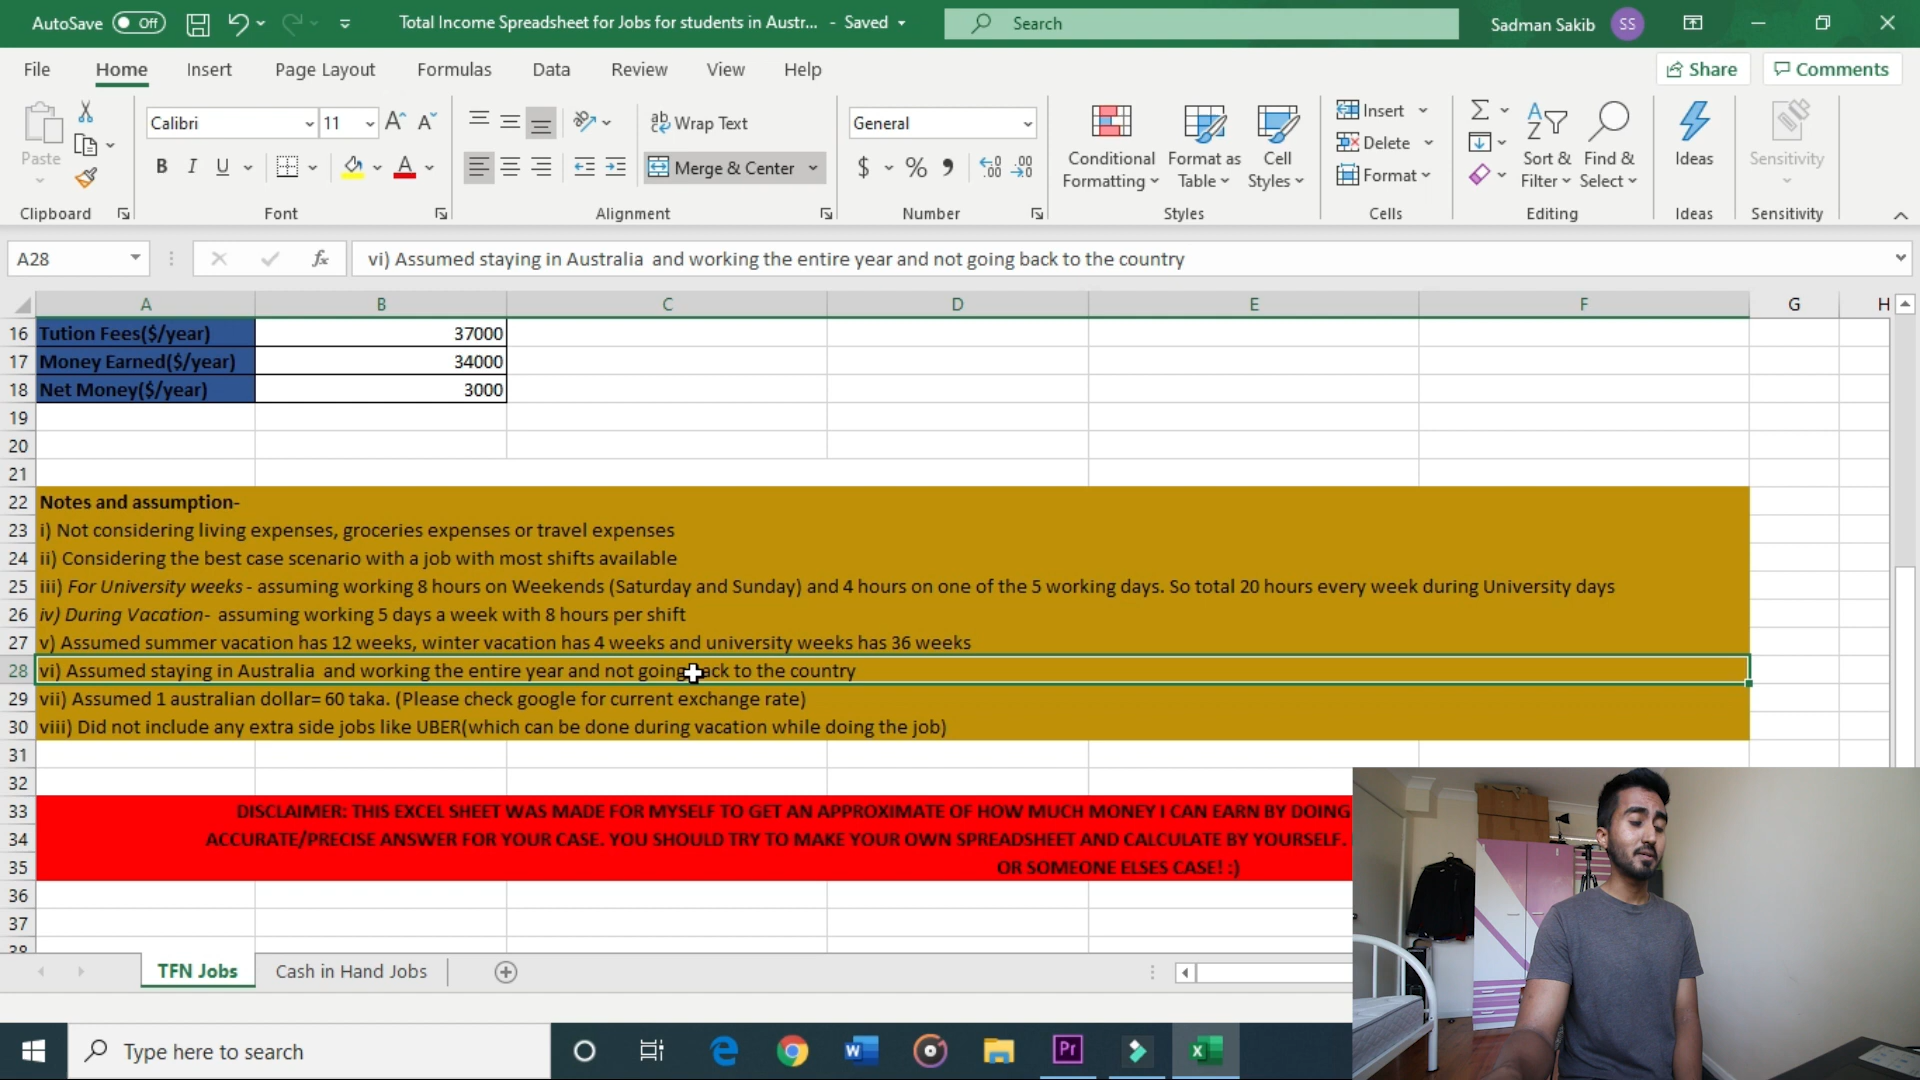 AutoSave Off Total Income Spreadsheet for Jobs for students in Austr... - Saved Search Sadman Sakib SS
File Home Insert Page Layout Formulas Data Review View Help Share Comments
Paste Calibri 11 Wrap Text General Insert
B I U Merge & Center $ % Conditional Formatting Format as Table Cell Styles Delete Format Sort & Filter Find & Select Ideas Sensitivity
Clipboard Font Alignment Number Styles Cells Editing Ideas Sensitivity
A28 fx vi) Assumed staying in Australia and working the entire year and not going back to the country
A B C D E F G H
16 Tution Fees($/year) 37000
17 Money Earned($/year) 34000
18 Net Money($/year) 3000
19
20
21
22 Notes and assumption-
23 i) Not considering living expenses, groceries expenses or travel expenses
24 ii) Considering the best case scenario with a job with most shifts available
25 iii) For University weeks - assuming working 8 hours on Weekends (Saturday and Sunday) and 4 hours on one of the 5 working days. So total 20 hours every week during University days
26 iv) During Vacation- assuming working 5 days a week with 8 hours per shift
27 v) Assumed summer vacation has 12 weeks, winter vacation has 4 weeks and university weeks has 36 weeks
28 vi) Assumed staying in Australia and working the entire year and not going back to the country
29 vii) Assumed 1 australian dollar= 60 taka. (Please check google for current exchange rate)
30 viii) Did not include any extra side jobs like UBER(which can be done during vacation while doing the job)
31
32
33 DISCLAIMER: THIS EXCEL SHEET WAS MADE FOR MYSELF TO GET AN APPROXIMATE OF HOW MUCH MONEY I CAN EARN BY DOING
34 ACCURATE/PRECISE ANSWER FOR YOUR CASE. YOU SHOULD TRY TO MAKE YOUR OWN SPREADSHEET AND CALCULATE BY YOURSELF.
35 OR SOMEONE ELSES CASE! :)
36
37
38
TFN Jobs Cash in Hand Jobs
Type here to search Pr